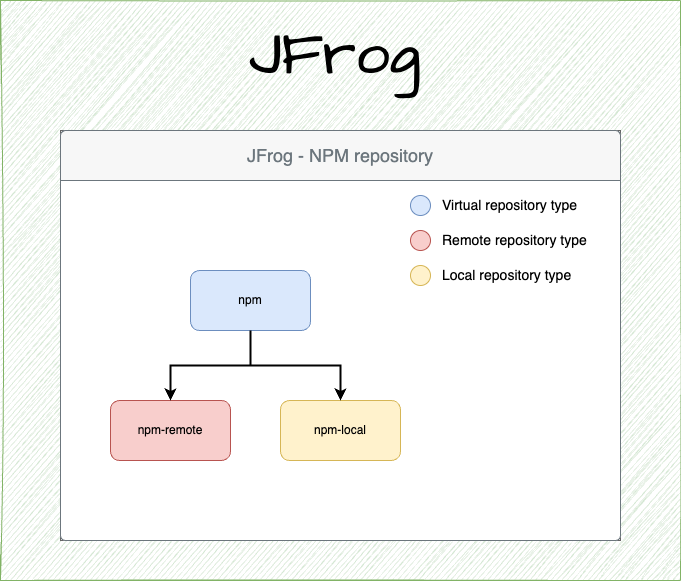 JFrog
JFrog - NPM repository
Virtual repository type
Remote repository type
Local repository type
npm
npm-remote
npm-local